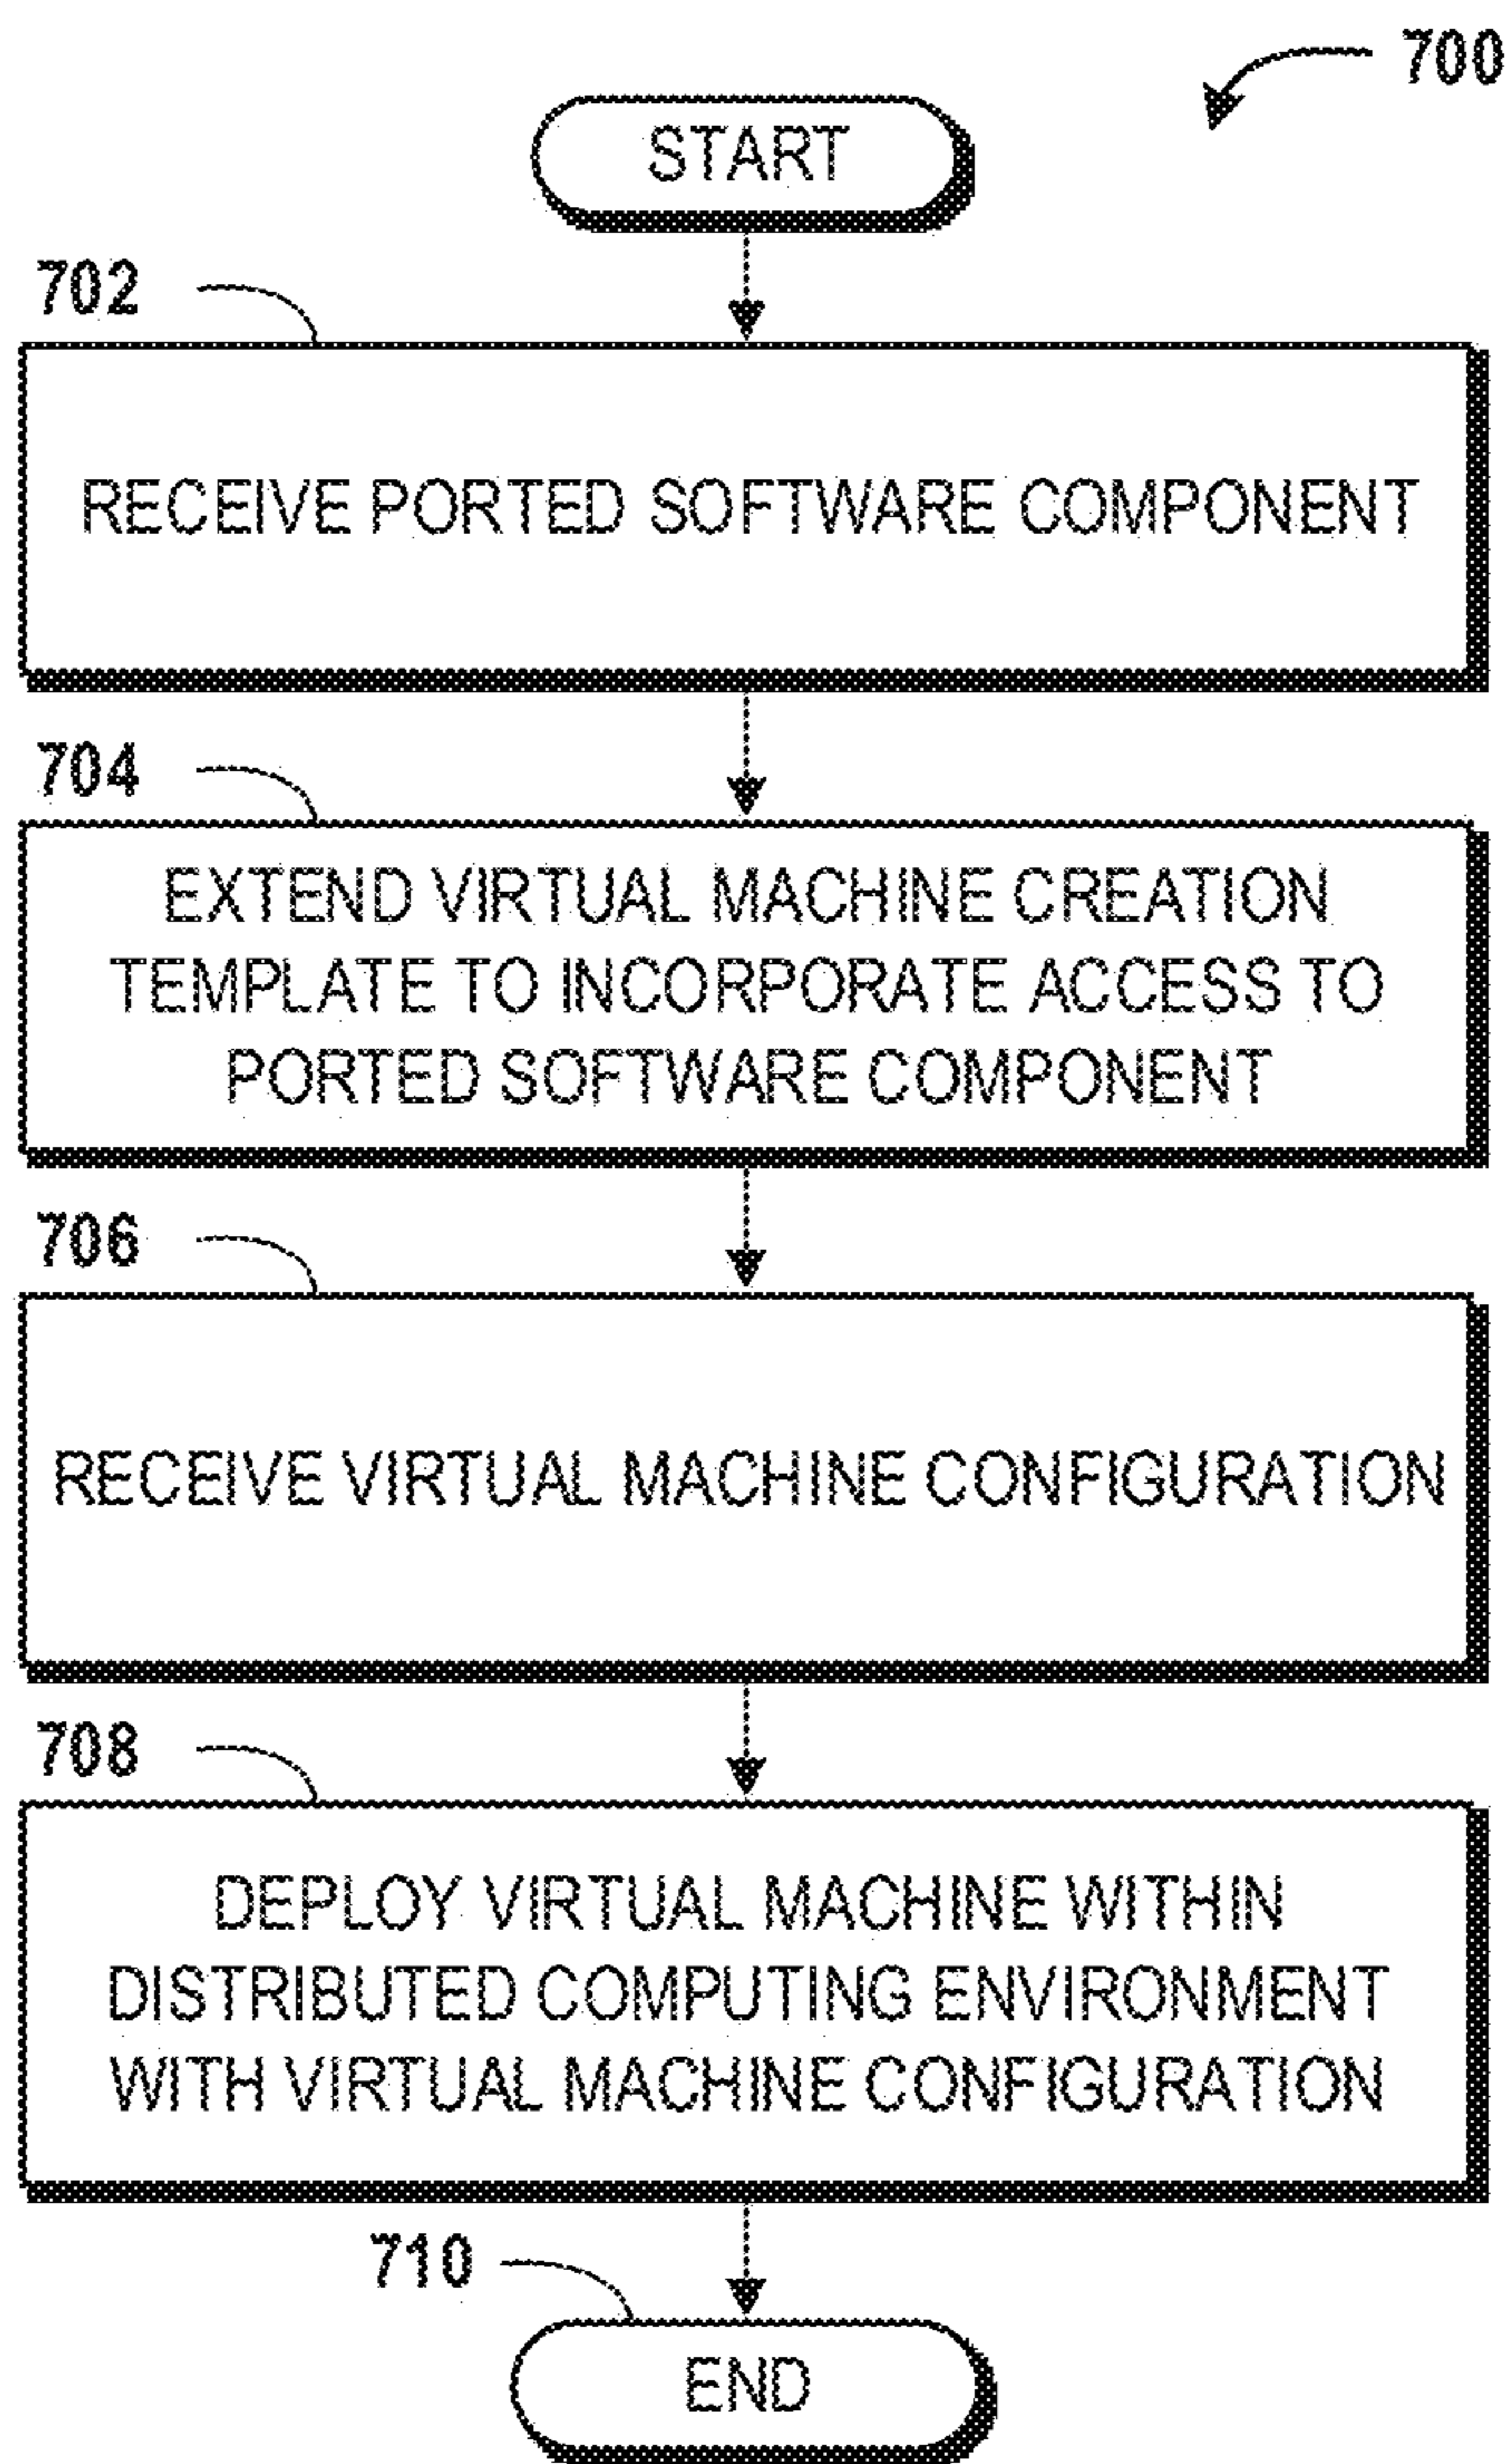 700
START
702
RECEIVE PORTED SOFTWARE COMPONENT
704
EXTEND VIRTUAL MACHINE CREATION
TEMPLATE TO INCORPORATE ACCESS TO
PORTED SOFTWARE COMPONENT
706
RECEIVE VIRTUAL MACHINE CONFIGURATION
708
DEPLOY VIRTUAL MACHINE WITHIN
DISTRIBUTED COMPUTING ENVIRONMENT
WITH VIRTUAL MACHINE CONFIGURATION
710
END